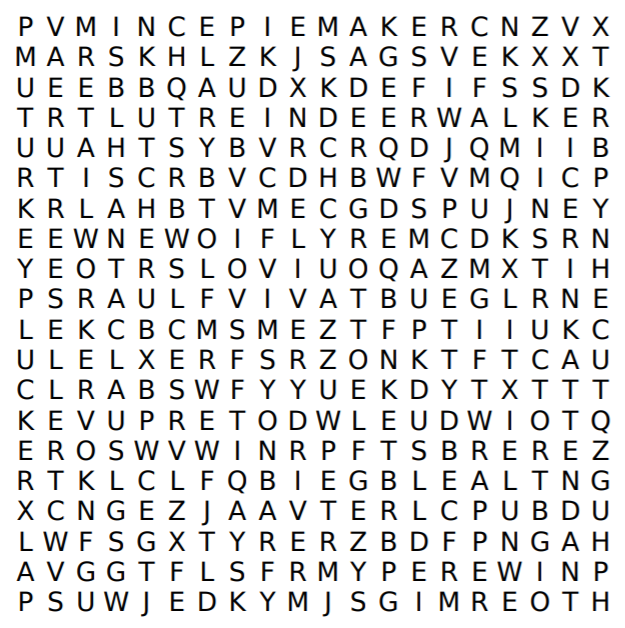 P V M I N C E P I E M A K E R C N Z V X
M A R S K H L Z K J S A G S V E K X X T
U E E B B Q A U D X K D E F I F S S D K
T R T L U T R E I N D E E R W A L K E R
U U A H T S Y B V R C R Q D J Q M I I B
R T I S C R B V C D H B W F V M Q I C P
K R L A H B T V M E C G D S P U J N E Y
E E W N E W O I F L Y R E M C D K S R N
Y E O T R S L O V I U O Q A Z M X T I H
P S R A U L F V I V A T B U E G L R N E
L E K C B C M S M E Z T F P T I I U K C
U L E L X E R F S R Z O N K T F T C A U
C L R A B S W F Y Y U E K D Y T X T T T
K E V U P R E T O D W L E U D W I O T Q
E R O S W V W I N R P F T S B R E R E Z
R T K L C L F Q B I E G B L E A L T N G
X C N G E Z J A A V T E R L C P U B D U
L W F S G X T Y R E R Z B D F P N G A H
A V G G T F L S F R M Y P E R E W I N P
P S U W J E D K Y M J S G I M R E O T H